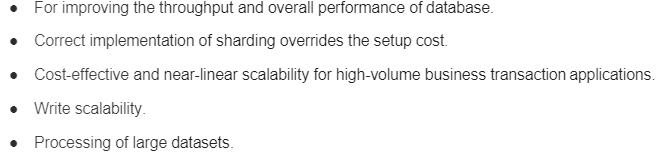 ● For improving the throughput and overall performance of database.
● Correct implementation of sharding overrides the setup cost.
● Cost-effective and near-linear scalability for high-volume business transaction applications.
● Write scalability.
● Processing of large datasets.